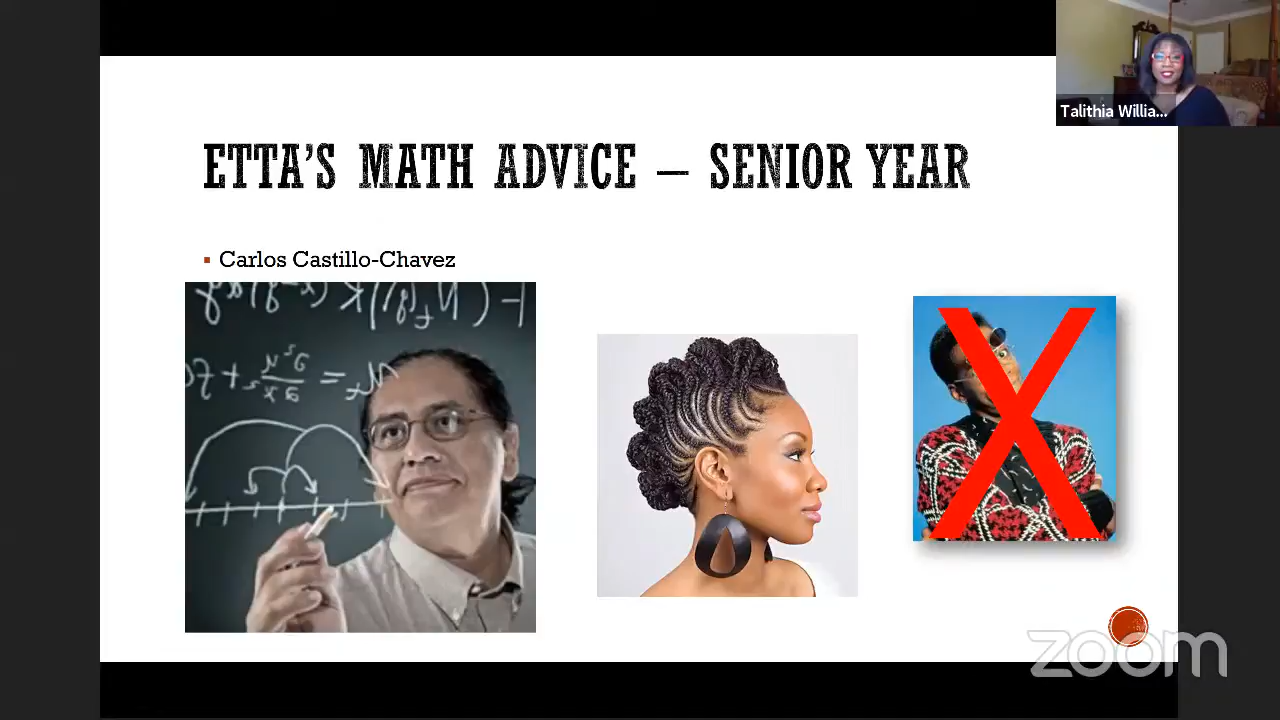 Talithia Willia...
ETTA'S MATH ADVICE – SENIOR YEAR
Carlos Castillo-Chavez
zoom